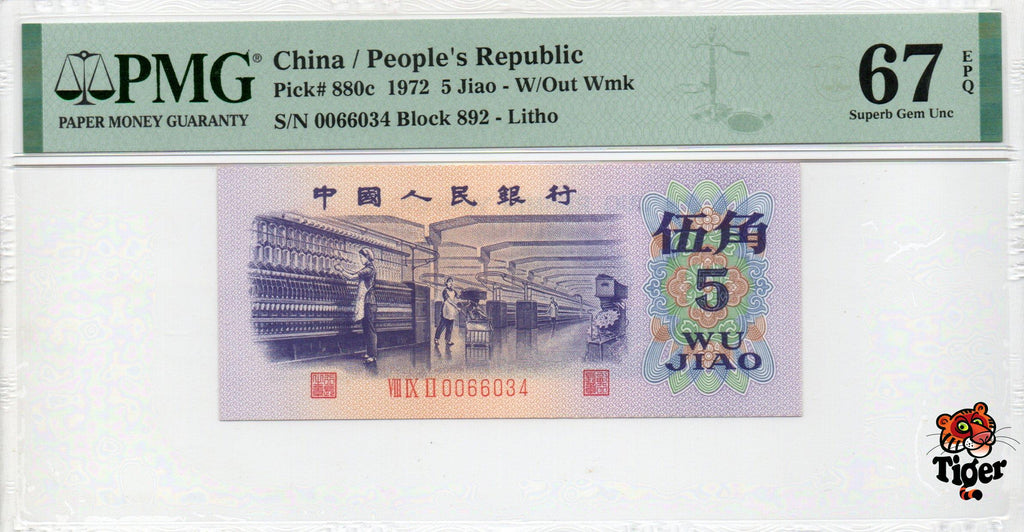 PMG®
PAPER MONEY GUARANTY
China / People's Republic
Pick# 880c 1972 5 Jiao - W/Out Wmk
S/N 0066034 Block 892 - Litho
67
EPQ
Superb Gem Unc
中國人民銀行
伍角
5
WU
JIAO
VIII IX II 0066034
Tiger